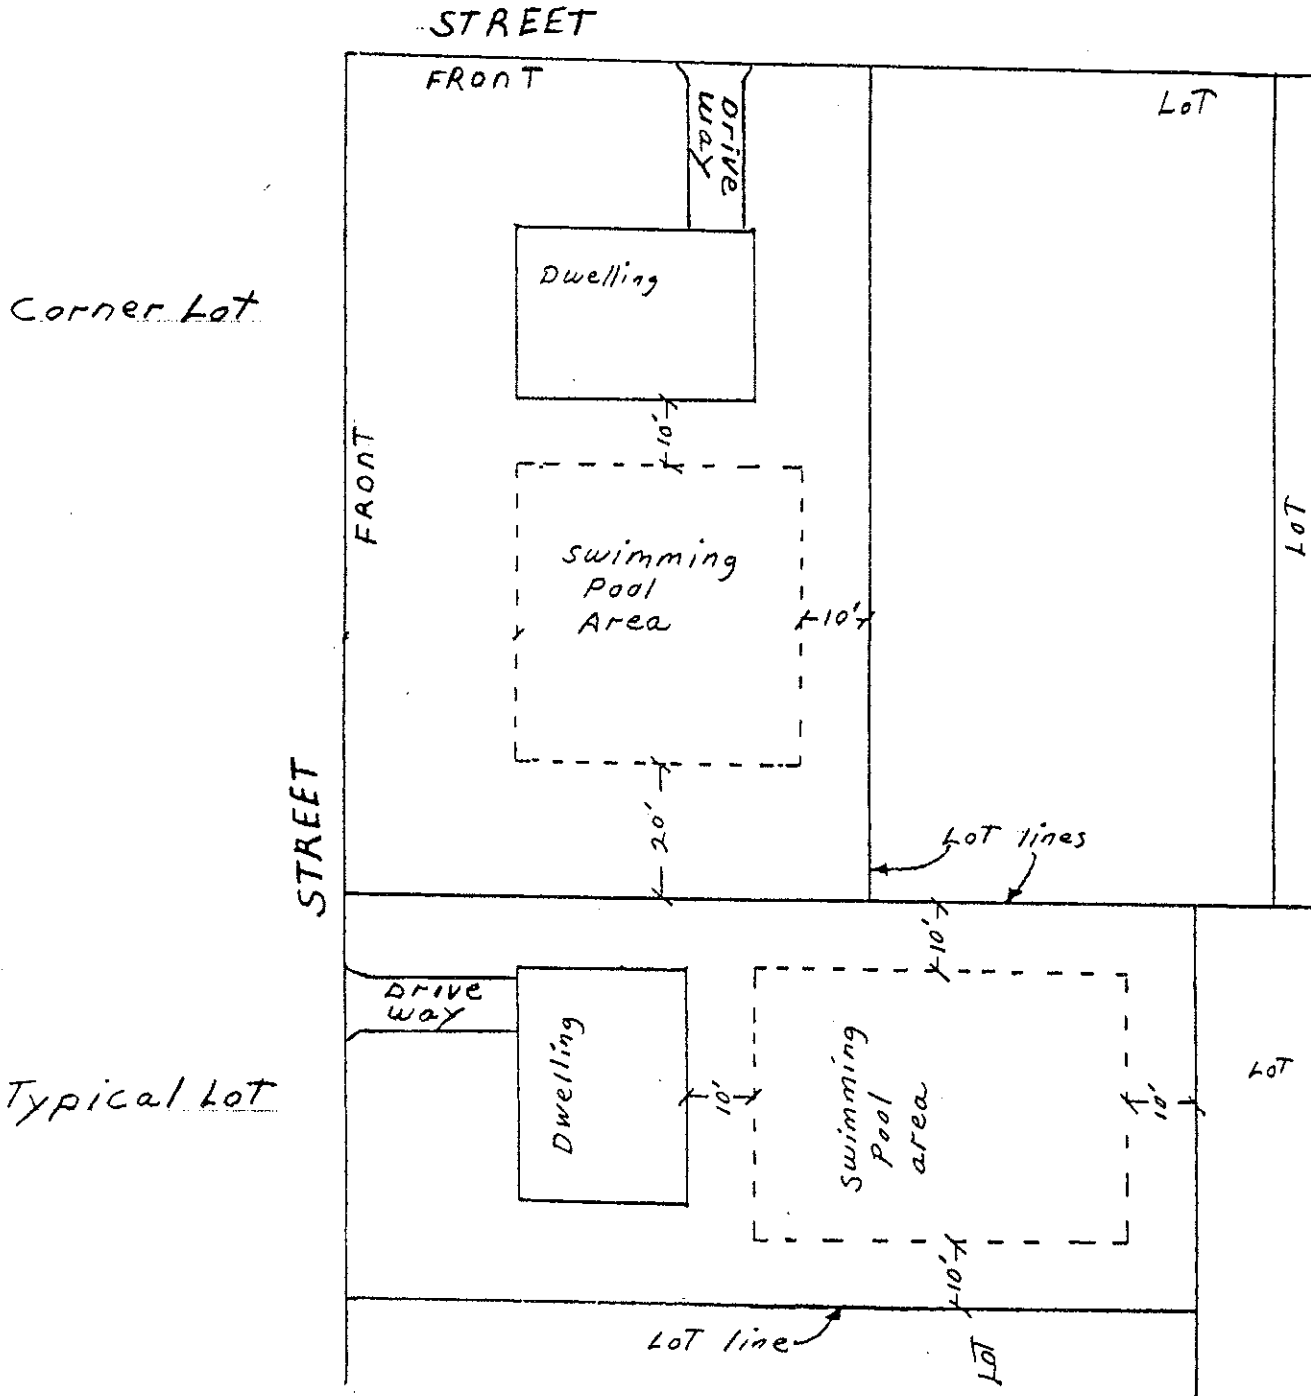 STREET
FRONT
Drive
way
LOT
Dwelling
Corner Lot
10'
FRONT
LOT
Swimming
Pool
Area
10'
STREET
20'
LOT lines
10'
Drive
way
Dwelling
10'
Swimming
Pool
area
10'
LOT
Typical LOT
10'
LOT line
LOT